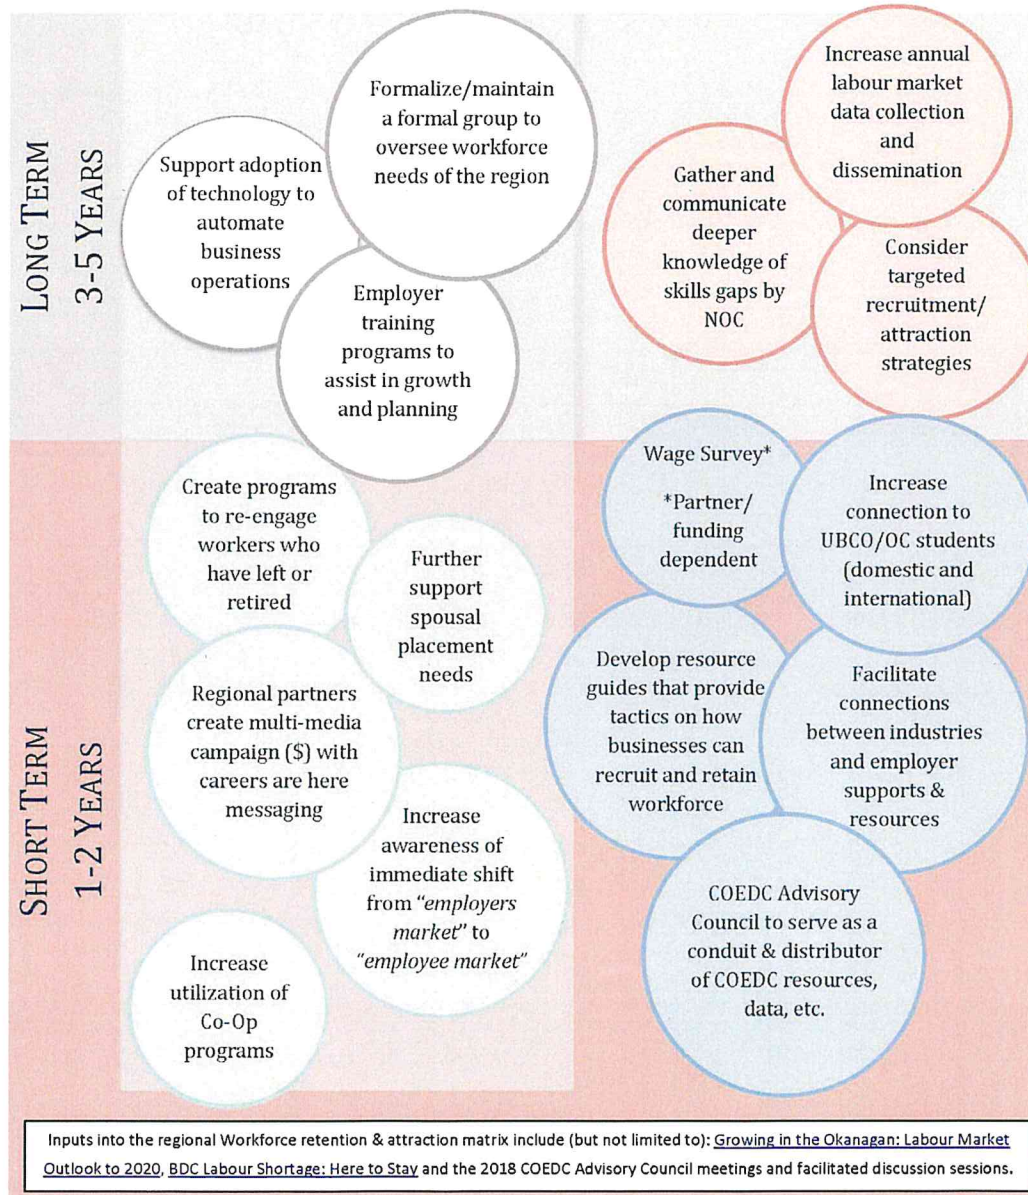 LONG TERM
3-5 YEARS
Support adoption
of technology to
automate
business
operations
Formalize/maintain
a formal group to
oversee workforce
needs of the region
Employer
training
programs to
assist in growth
and planning
Increase annual
labour market
data collection
and
dissemination
Gather and
communicate
deeper
knowledge of
skills gaps by
NOC
Consider
targeted
recruitment/
attraction
strategies
SHORT TERM
1-2 YEARS
Create programs
to re-engage
workers who
have left or
retired
Further
support
spousal
placement
needs
Regional partners
create multi-media
campaign ($) with
careers are here
messaging
Increase
awareness of
immediate shift
from "employers
market" to
"employee market"
Increase
utilization of
Co-Op
programs
Wage Survey*
*Partner/
funding
dependent
Increase
connection to
UBCO/OC students
(domestic and
international)
Develop resource
guides that provide
tactics on how
businesses can
recruit and retain
workforce
Facilitate
connections
between industries
and employer
supports &
resources
COEDC Advisory
Council to serve as a
conduit & distributor
of COEDC resources,
data, etc.
Inputs into the regional Workforce retention & attraction matrix include (but not limited to): Growing in the Okanagan: Labour Market
Outlook to 2020, BDC Labour Shortage: Here to Stay and the 2018 COEDC Advisory Council meetings and facilitated discussion sessions.